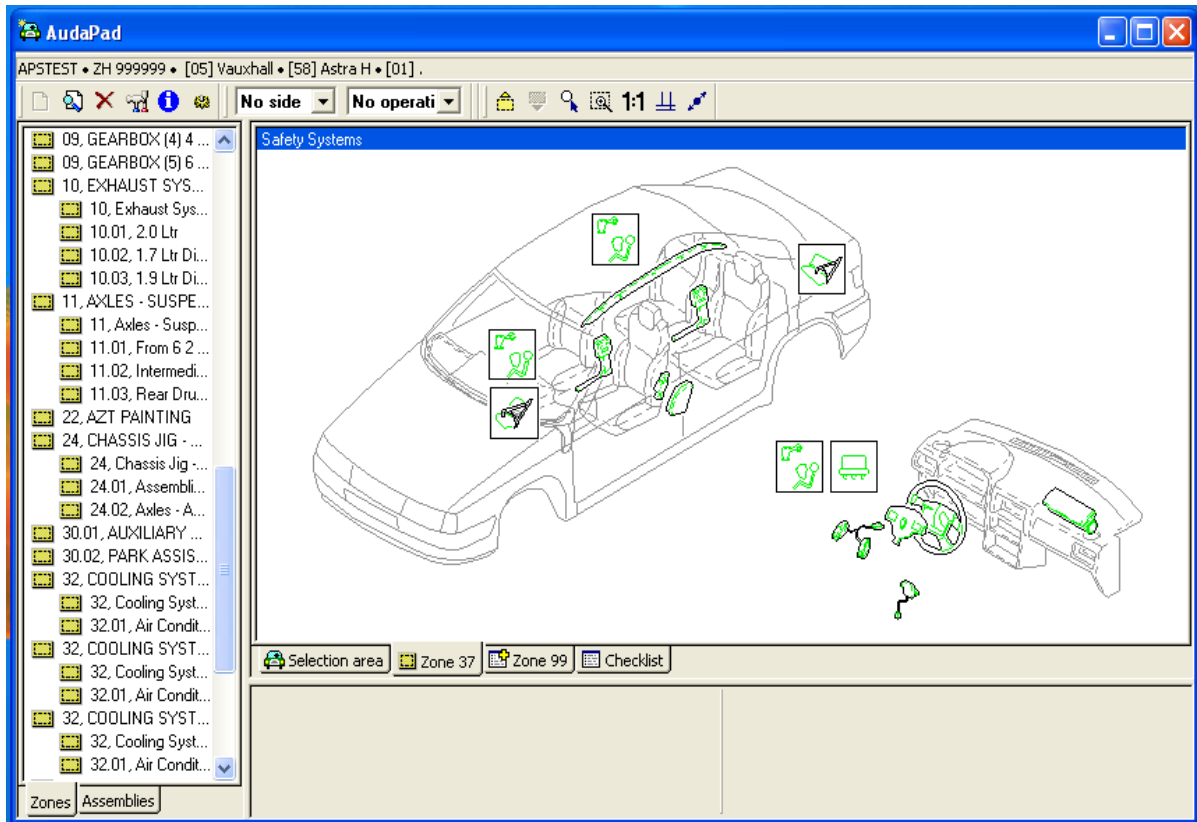 AudaPad
APSTEST • ZH 999999 • [05] Vauxhall • [58] Astra H • [01] .
No side No operati 1:1
09, GEARBOX (4) 4 ...
09, GEARBOX (5) 6 ...
10, EXHAUST SYS...
10, Exhaust Sys...
10.01, 2.0 Ltr
10.02, 1.7 Ltr Di...
10.03, 1.9 Ltr Di...
11, AXLES - SUSPE...
11, Axles - Susp...
11.01, From 6 2 ...
11.02, Intermedi...
11.03, Rear Dru...
22, AZT PAINTING
24, CHASSIS JIG - ...
24, Chassis Jig -...
24.01, Assembli...
24.02, Axles - A...
30.01, AUXILIARY ...
30.02, PARK ASSIS...
32, COOLING SYST...
32, Cooling Syst...
32.01, Air Condit...
32, COOLING SYST...
32, Cooling Syst...
32.01, Air Condit...
32, COOLING SYST...
32, Cooling Syst...
32.01, Air Condit...
Zones Assemblies
Safety Systems
Selection area Zone 37 Zone 99 Checklist